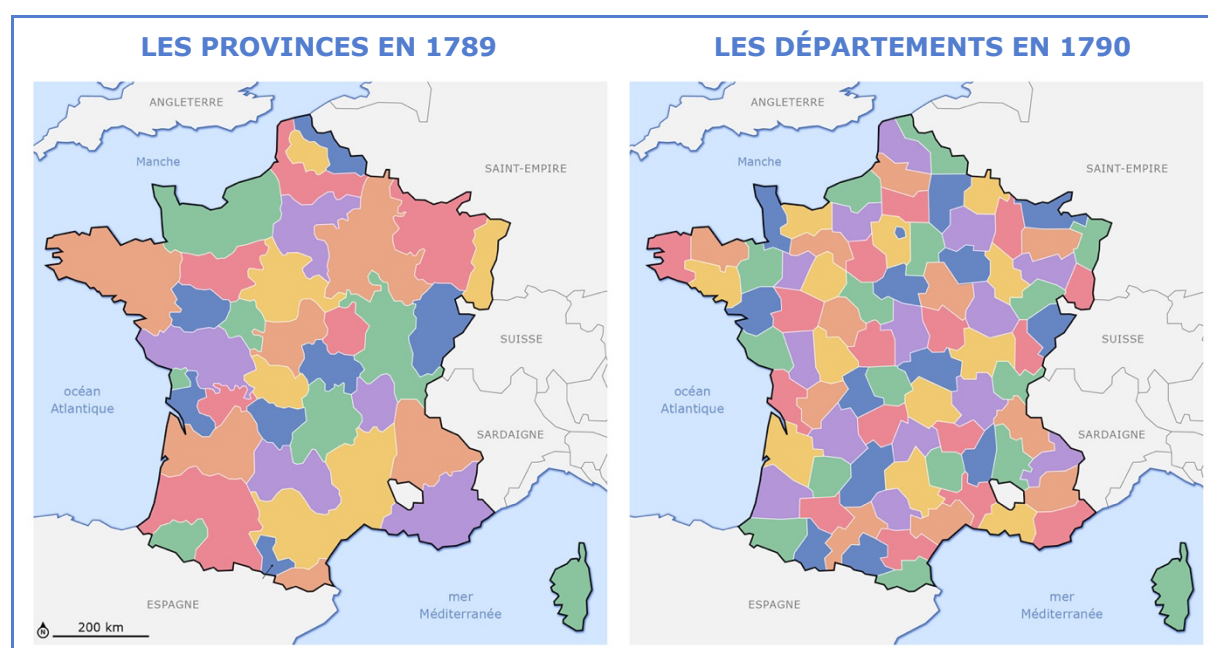 LES PROVINCES EN 1789
ANGLETERRE
Manche
SAINT-EMPIRE
SUISSE
océan
Atlantique
SARDAIGNE
ESPAGNE
mer
Méditerranée
N
200 km
LES DÉPARTEMENTS EN 1790
ANGLETERRE
Manche
SAINT-EMPIRE
SUISSE
océan
Atlantique
SARDAIGNE
ESPAGNE
mer
Méditerranée